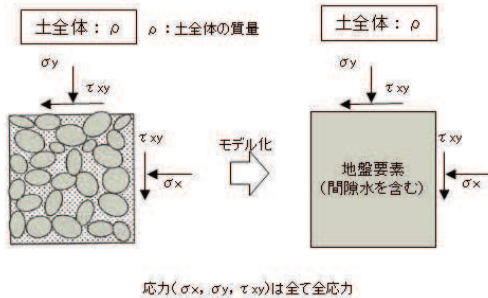 土全体：ρ
ρ：土全体の質量
土全体：ρ
σy
τxy
τxy
σx
モデル化
σy
τxy
τxy
σx
地盤要素
(間隙水を含む)
応力(σx, σy, τxy)は全て全応力